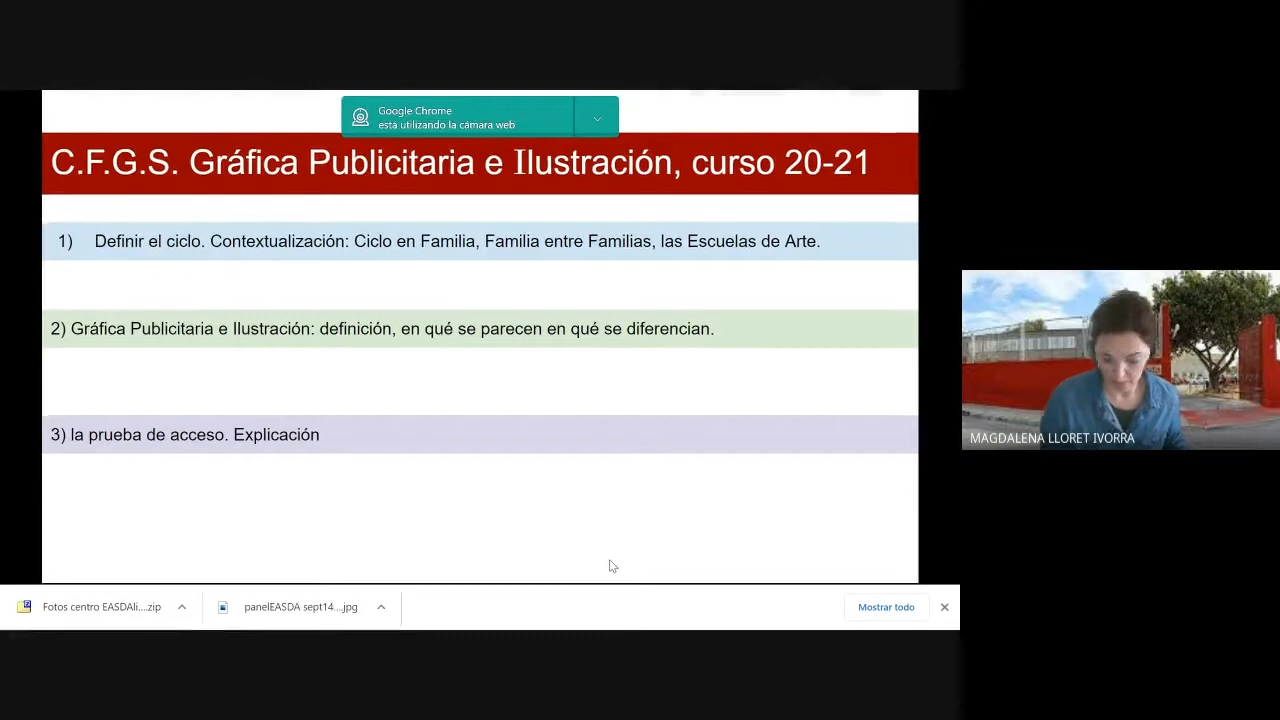 Google Chrome
está utilizando la cámara web
C.F.G.S. Gráfica Publicitaria e Ilustración, curso 20-21
1) Definir el ciclo. Contextualización: Ciclo en Familia, Familia entre Familias, las Escuelas de Arte.
2) Gráfica Publicitaria e Ilustración: definición, en qué se parecen en qué se diferencian.
3) la prueba de acceso. Explicación
MAGDALENA LLORET IVORRA
Fotos centro EASDAli....zip
panelEASDA sept14....jpg
Mostrar todo